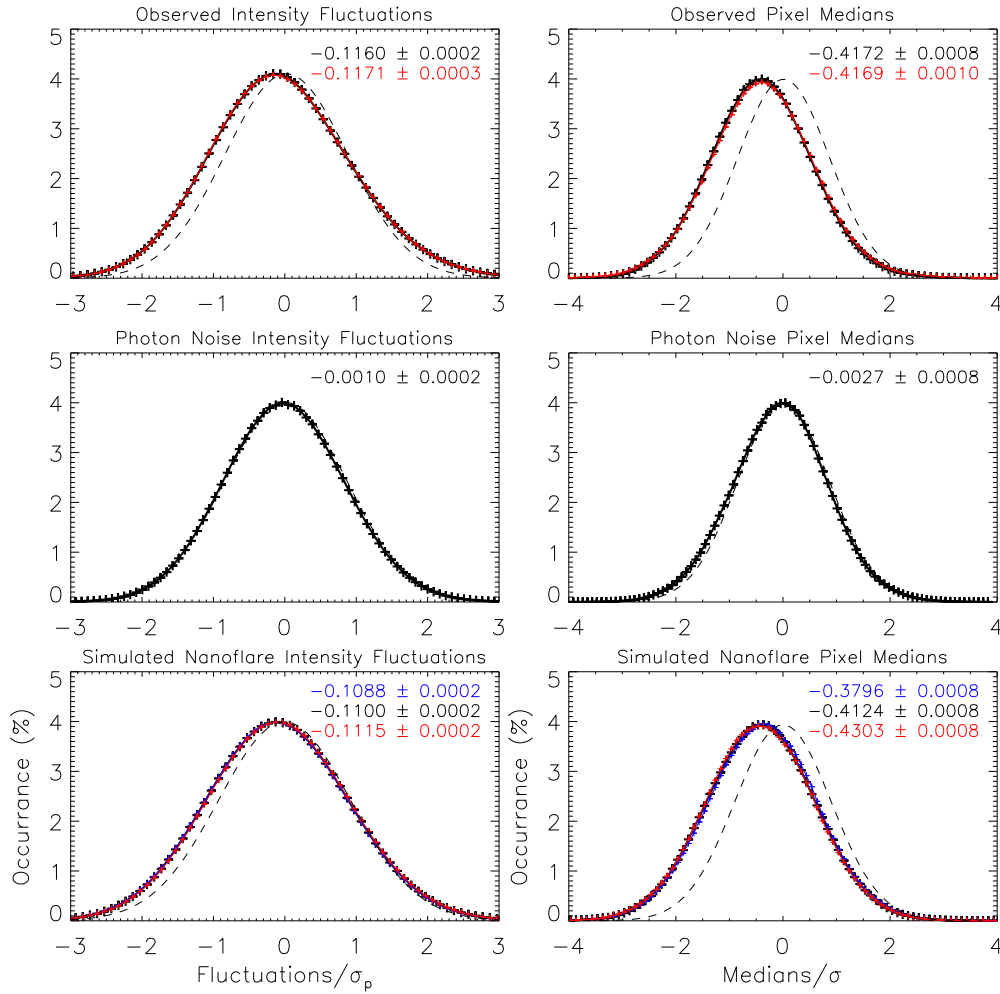 Observed Intensity Fluctuations
−0.1160 ± 0.0002
−0.1171 ± 0.0003
5
4
3
2
1
0
−3 −2 −1 0 1 2 3
Observed Pixel Medians
−0.4172 ± 0.0008
−0.4169 ± 0.0010
5
4
3
2
1
0
−4 −2 0 2 4
Photon Noise Intensity Fluctuations
−0.0010 ± 0.0002
5
4
3
2
1
0
−3 −2 −1 0 1 2 3
Photon Noise Pixel Medians
−0.0027 ± 0.0008
5
4
3
2
1
0
−4 −2 0 2 4
Simulated Nanoflare Intensity Fluctuations
−0.1088 ± 0.0002
−0.1100 ± 0.0002
−0.1115 ± 0.0002
Occurrance (%)
5
4
3
2
1
0
−3 −2 −1 0 1 2 3
Fluctuations/σp
Simulated Nanoflare Pixel Medians
−0.3796 ± 0.0008
−0.4124 ± 0.0008
−0.4303 ± 0.0008
Occurrance (%)
5
4
3
2
1
0
−4 −2 0 2 4
Medians/σ